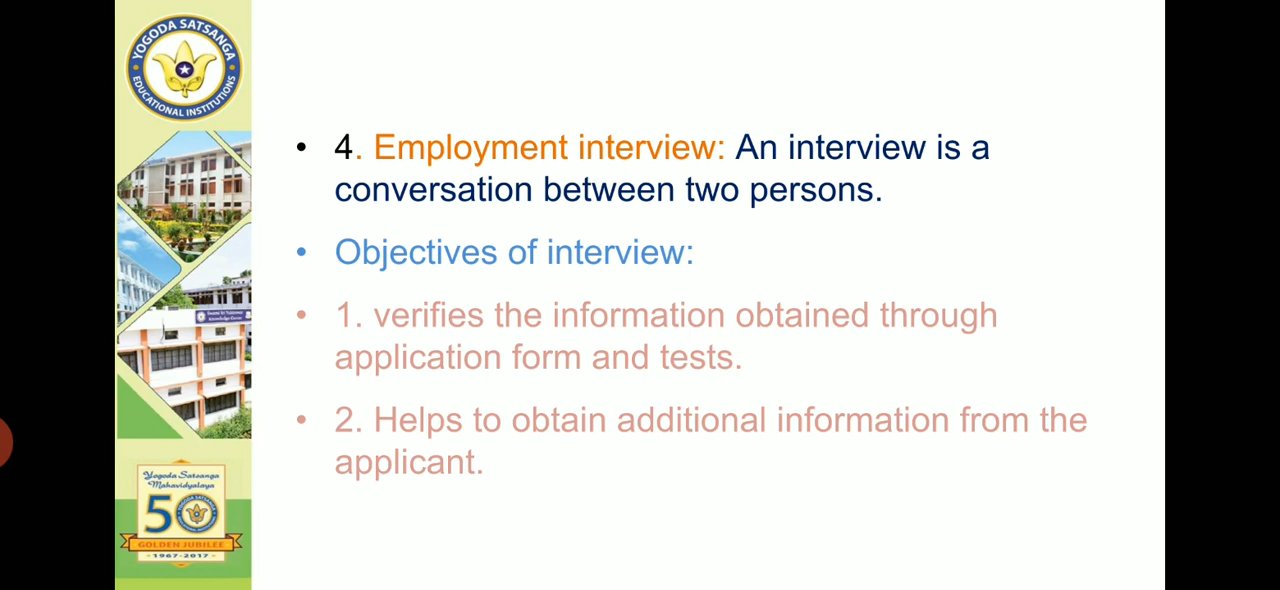 YOGODA SATSANGA
EDUCATIONAL INSTITUTIONS
• 4. Employment interview: An interview is a
conversation between two persons.
• Objectives of interview:
• 1. verifies the information obtained through
application form and tests.
• 2. Helps to obtain additional information from the
applicant.
Yogoda Satsanga
Mahavidyalaya
50
GOLDEN JUBILEE
1967-2017